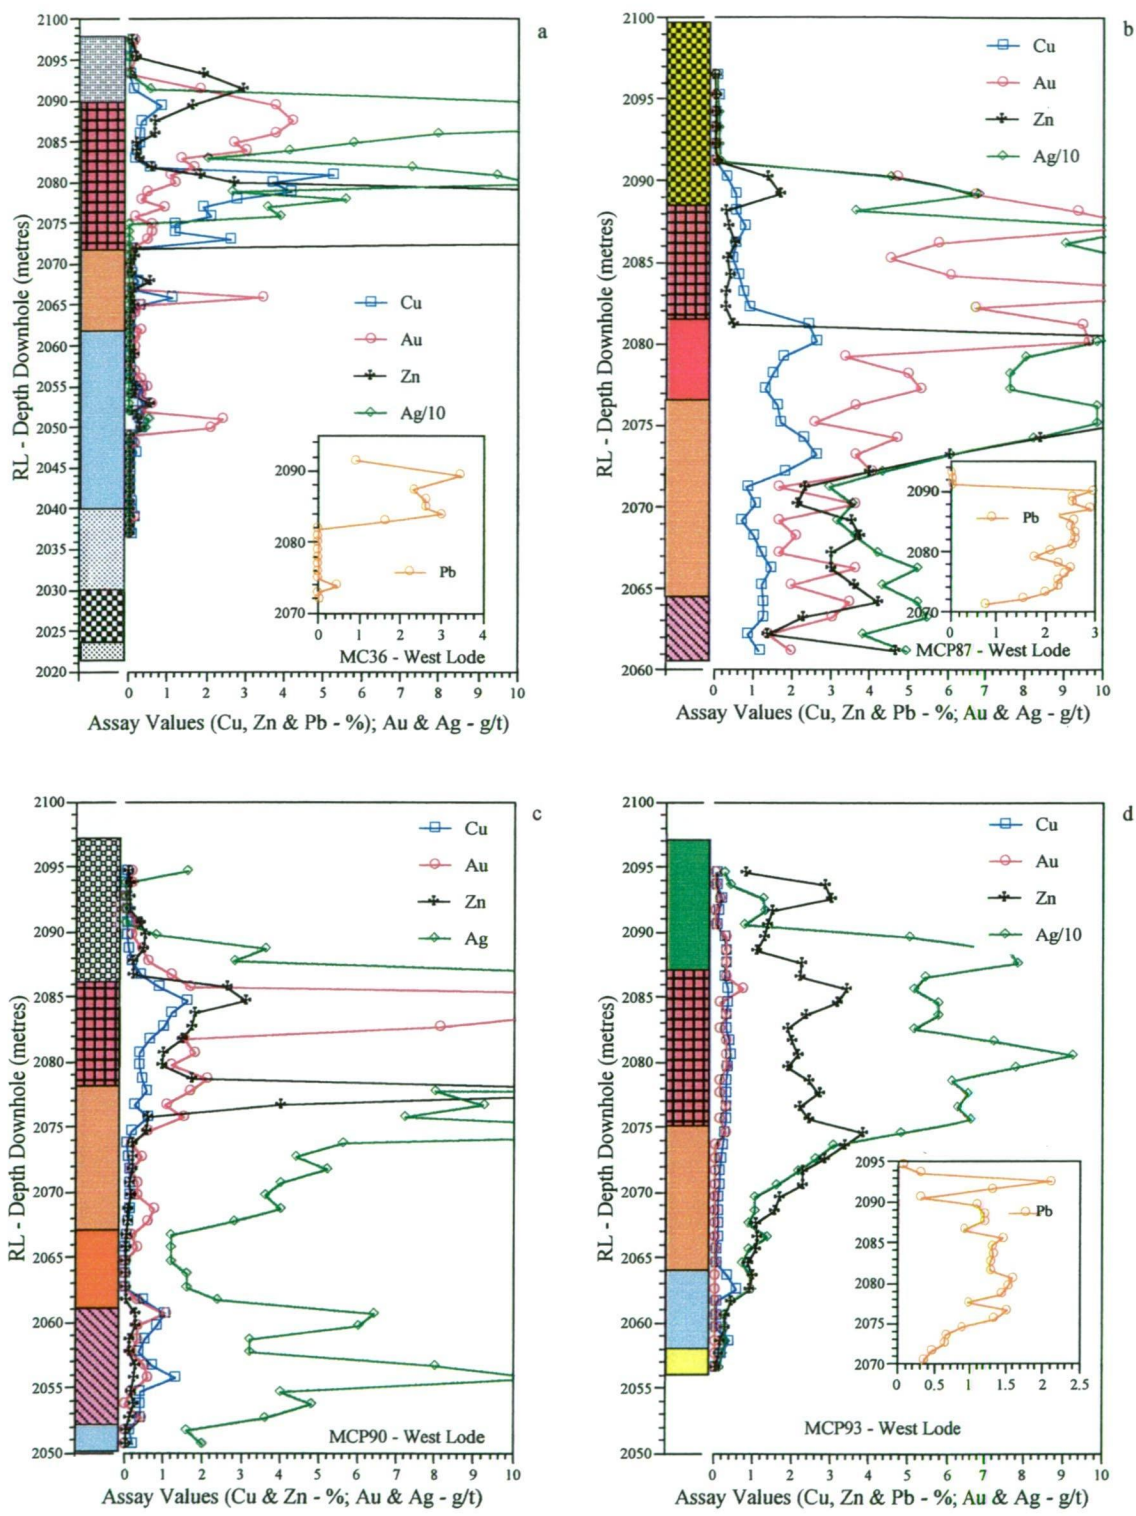 a
2100
2095
2090
2085
2080
2075
2070
2065
2060
2055
2050
2045
2040
2035
2030
2025
2020
RL - Depth Downhole (metres)
Cu
Au
Zn
Ag/10
2090
2080
2070
Pb
0 1 2 3 4
MC36 - West Lode
0 1 2 3 4 5 6 7 8 9 10
Assay Values (Cu, Zn & Pb - %); Au & Ag - g/t)
b
2100
2095
2090
2085
2080
2075
2070
2065
2060
RL - Depth Downhole (metres)
Cu
Au
Zn
Ag/10
2090
2080
2070
Pb
0 1 2 3
MCP87 - West Lode
0 1 2 3 4 5 6 7 8 9 10
Assay Values (Cu, Zn & Pb - %; Au & Ag - g/t)
c
2100
2095
2090
2085
2080
2075
2070
2065
2060
2055
2050
RL - Depth Downhole (metres)
Cu
Au
Zn
Ag
MCP90 - West Lode
0 1 2 3 4 5 6 7 8 9 10
Assay Values (Cu & Zn - %; Au & Ag - g/t)
d
2100
2095
2090
2085
2080
2075
2070
2065
2060
2055
2050
RL - Depth Downhole (metres)
Cu
Au
Zn
Ag/10
2095
2090
2085
2080
2075
2070
Pb
0 0.5 1 1.5 2 2.5
MCP93 - West Lode
0 1 2 3 4 5 6 7 8 9 10
Assay Values (Cu, Zn & Pb - %; Au & Ag - g/t)